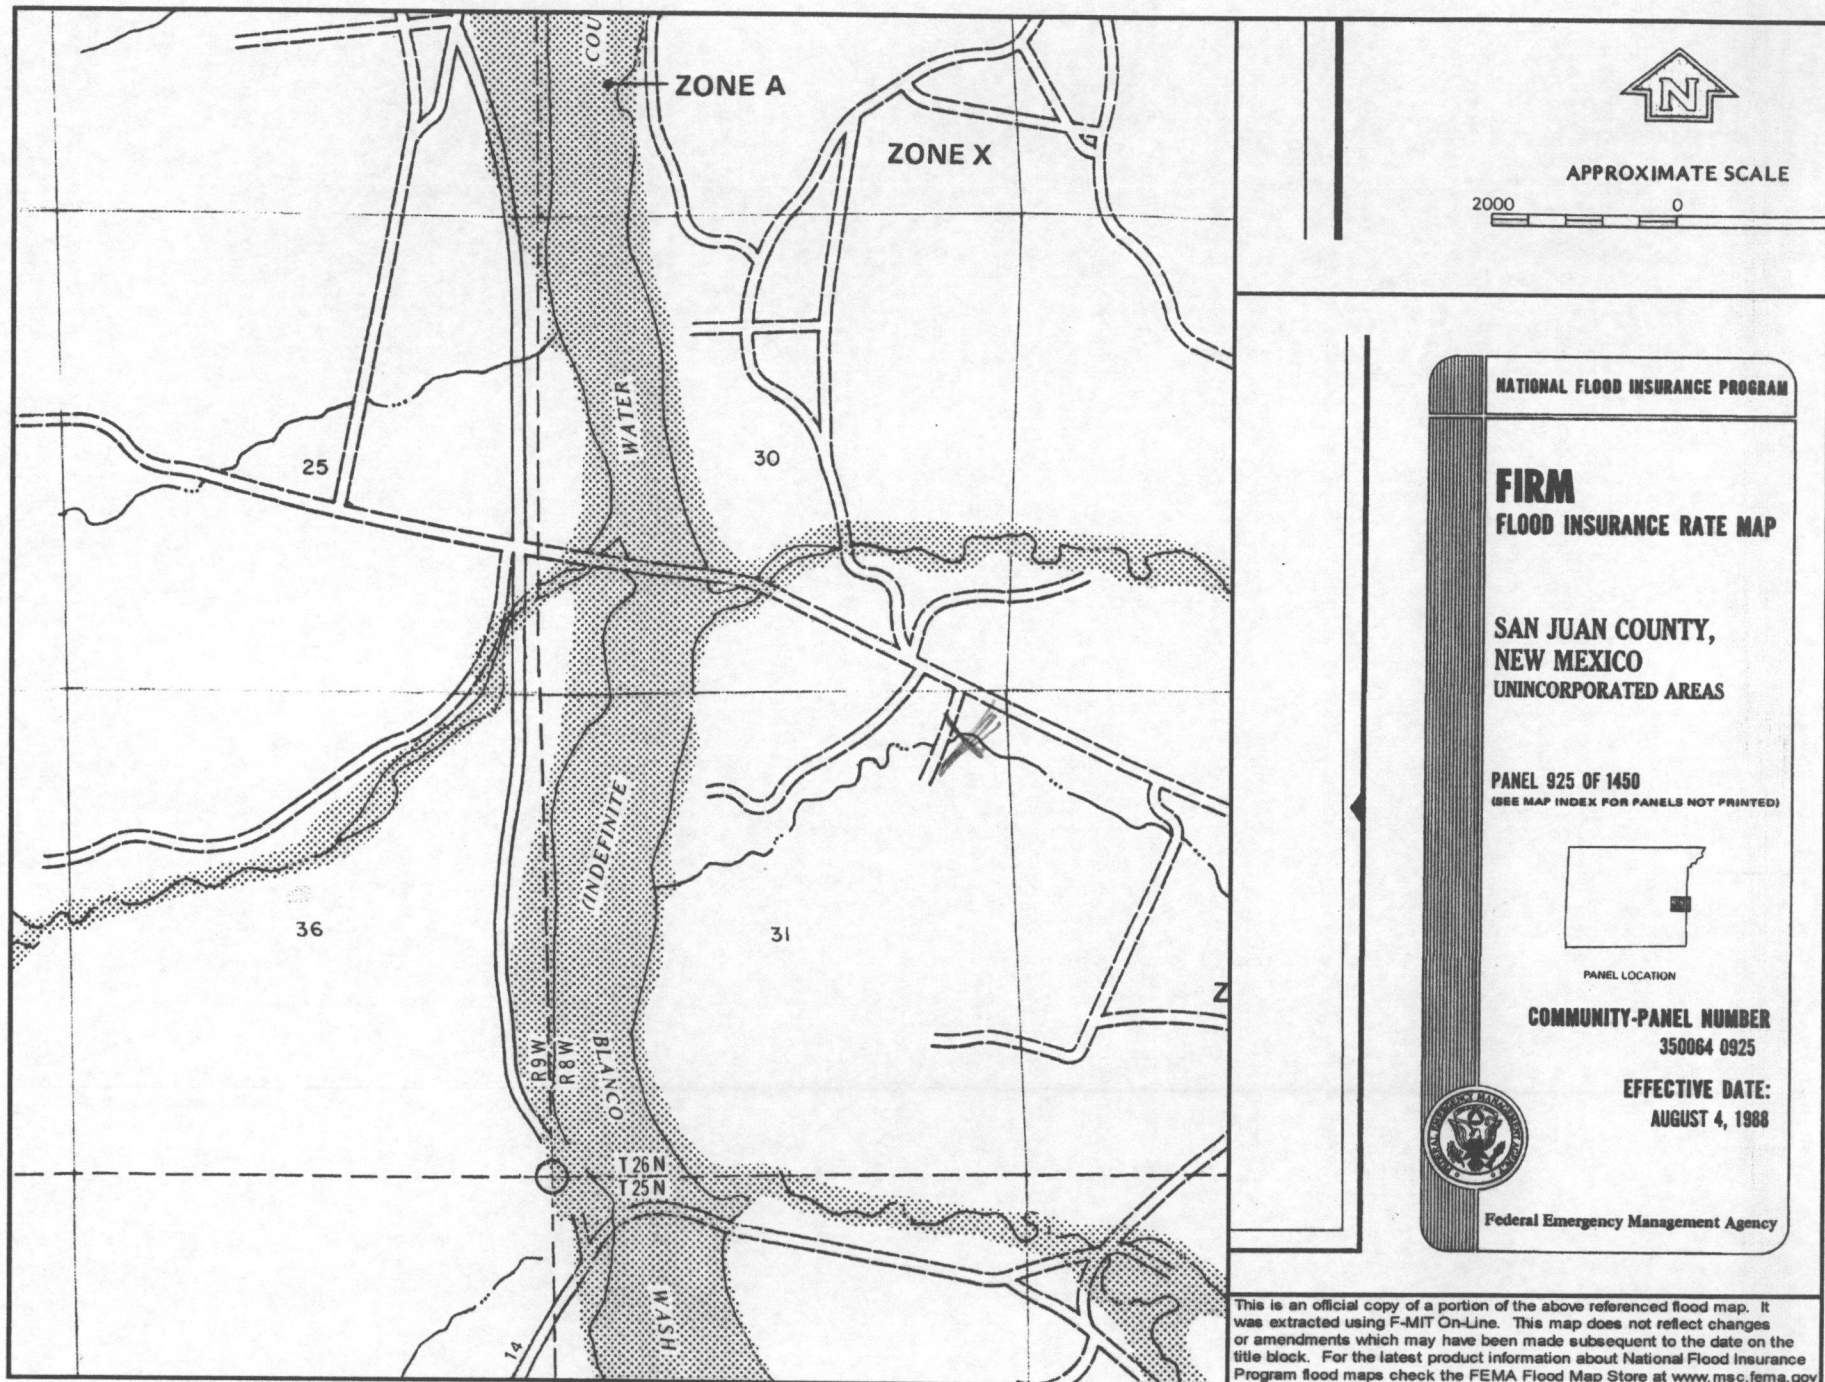 COU
ZONE A
ZONE X
WATER
25
30
(INDEFINITE
36
31
Z
R9W
R8W
BLANCO
T 26 N
T 25 N
WASH
14
N
APPROXIMATE SCALE
2000 0
NATIONAL FLOOD INSURANCE PROGRAM
FIRM
FLOOD INSURANCE RATE MAP
SAN JUAN COUNTY,
NEW MEXICO
UNINCORPORATED AREAS
PANEL 925 OF 1450
(SEE MAP INDEX FOR PANELS NOT PRINTED)
PANEL LOCATION
COMMUNITY-PANEL NUMBER
350064 0925
EFFECTIVE DATE:
AUGUST 4, 1988
FEDERAL EMERGENCY MANAGEMENT AGENCY
Federal Emergency Management Agency
This is an official copy of a portion of the above referenced flood map. It
was extracted using F-MIT On-Line. This map does not reflect changes
or amendments which may have been made subsequent to the date on the
title block. For the latest product information about National Flood Insurance
Program flood maps check the FEMA Flood Map Store at www.msc.fema.gov